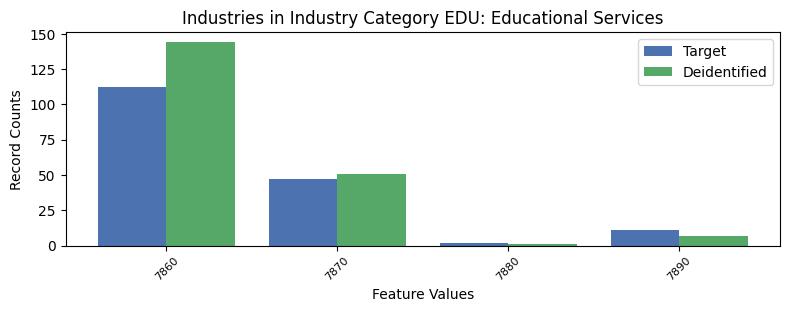 Industries in Industry Category EDU: Educational Services
150
125
100
75
50
25
0
Record Counts
Target
Deidentified
7860
7870
7880
7890
Feature Values